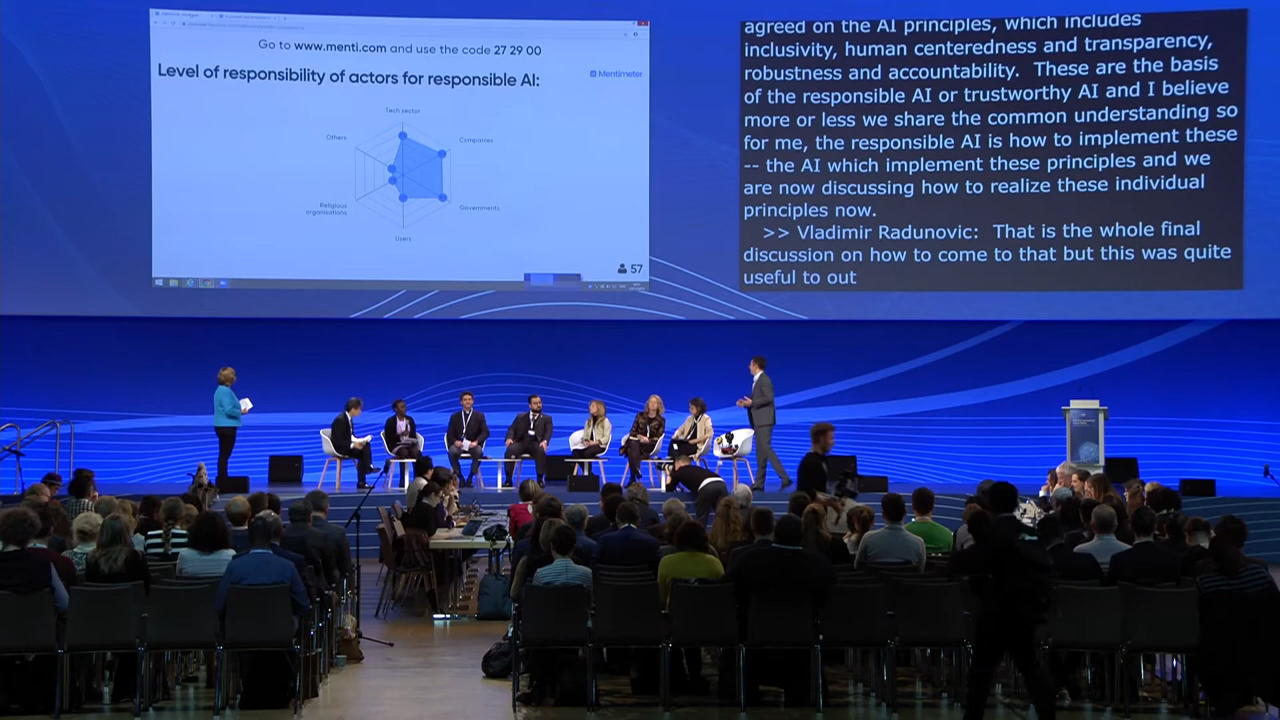 Go to www.menti.com and use the code 27 29 00
Level of responsibility of actors for responsible AI:
Mentimeter
Tech sector
Others
Companies
Religious
organisations
Governments
Users
57
agreed on the AI principles, which includes
inclusivity, human centeredness and transparency,
robustness and accountability.  These are the basis
of the responsible AI or trustworthy AI and I believe
more or less we share the common understanding so
for me, the responsible AI is how to implement these
-- the AI which implement these principles and we
are now discussing how to realize these individual
principles now.
>> Vladimir Radunovic:  That is the whole final
discussion on how to come to that but this was quite
useful to out